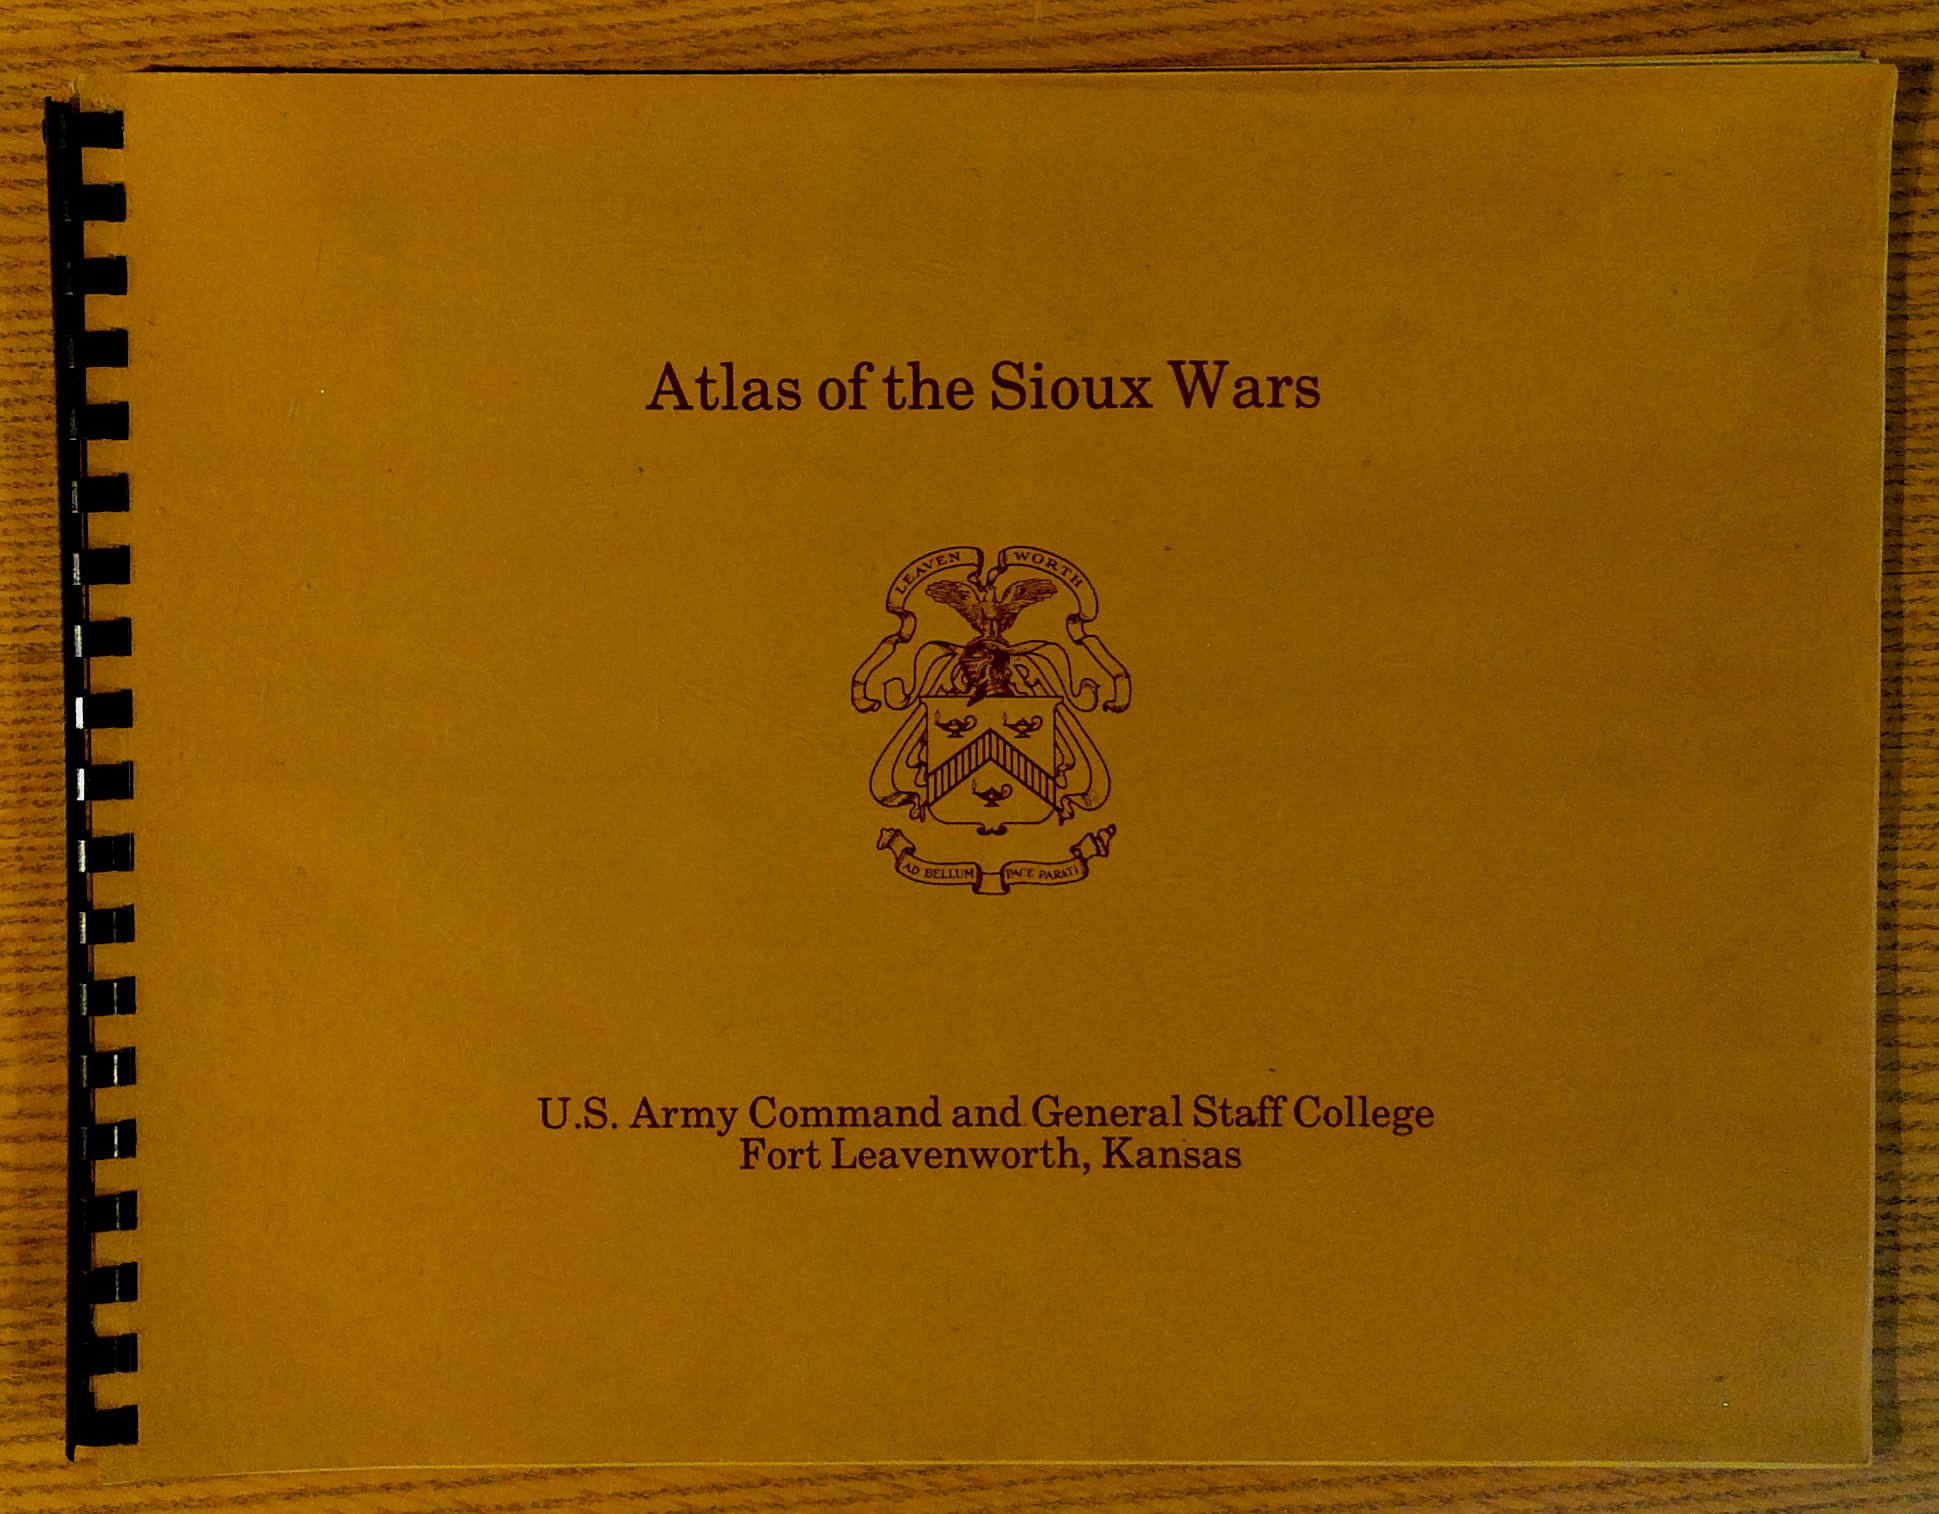 Atlas of the Sioux Wars
LEAVEN WORTH
AD BELLUM PACE PARATI
U.S. Army Command and General Staff College
Fort Leavenworth, Kansas